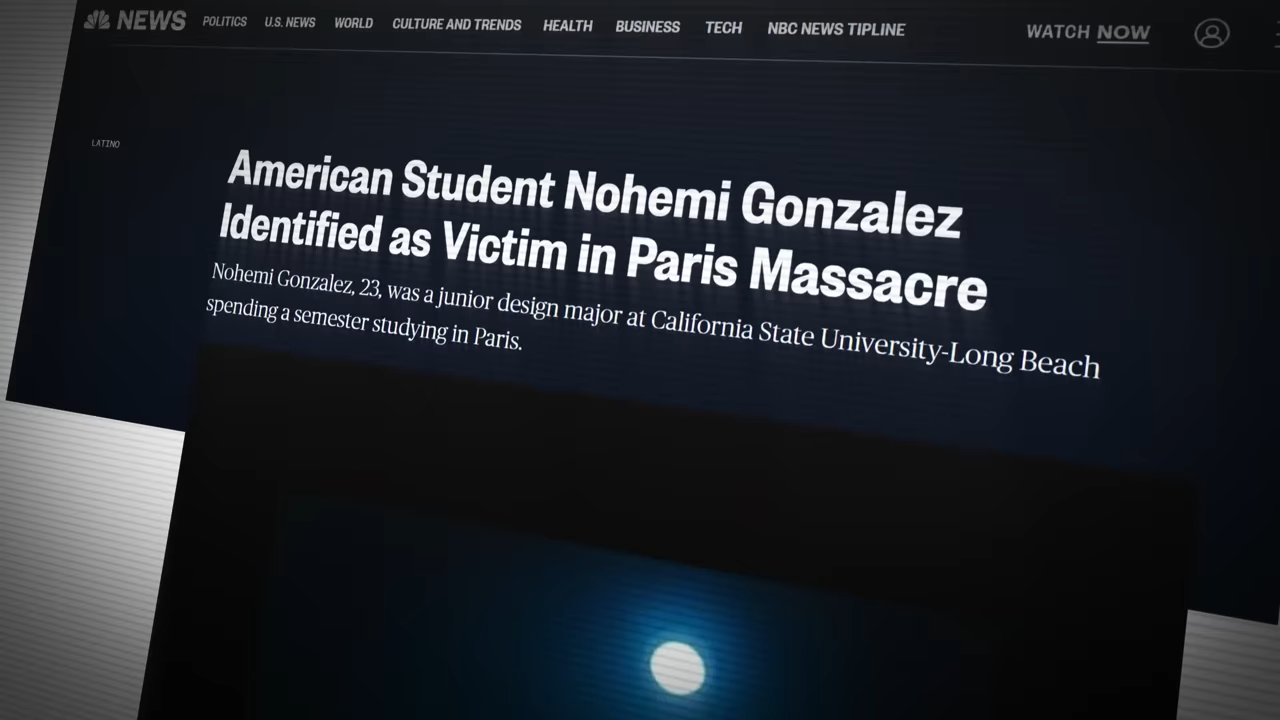 NEWS POLITICS U.S. NEWS WORLD CULTURE AND TRENDS HEALTH BUSINESS TECH NBC NEWS TIPLINE WATCH NOW
LATINO
American Student Nohemi Gonzalez
Identified as Victim in Paris Massacre
Nohemi Gonzalez, 23, was a junior design major at California State University-Long Beach
spending a semester studying in Paris.